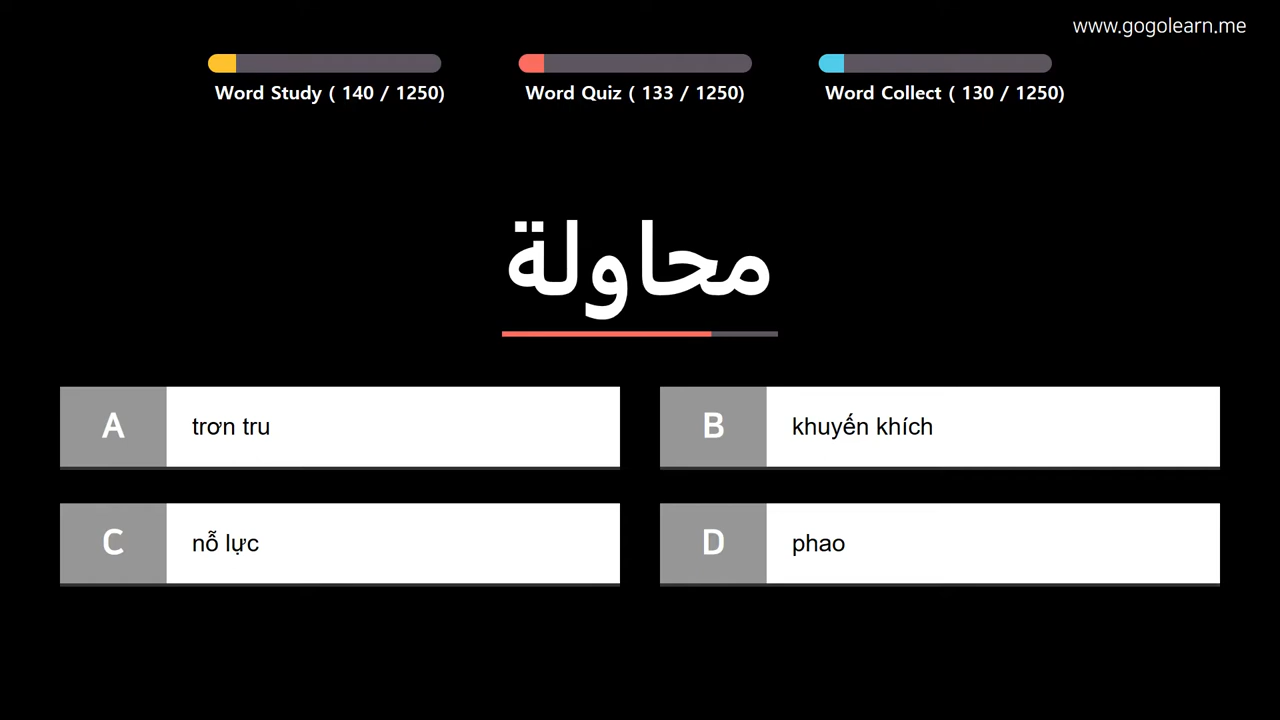 www.gogolearn.me
Word Study ( 140 / 1250)
Word Quiz ( 133 / 1250)
Word Collect ( 130 / 1250)
محاولة
A trơn tru
B khuyến khích
C nỗ lực
D phao